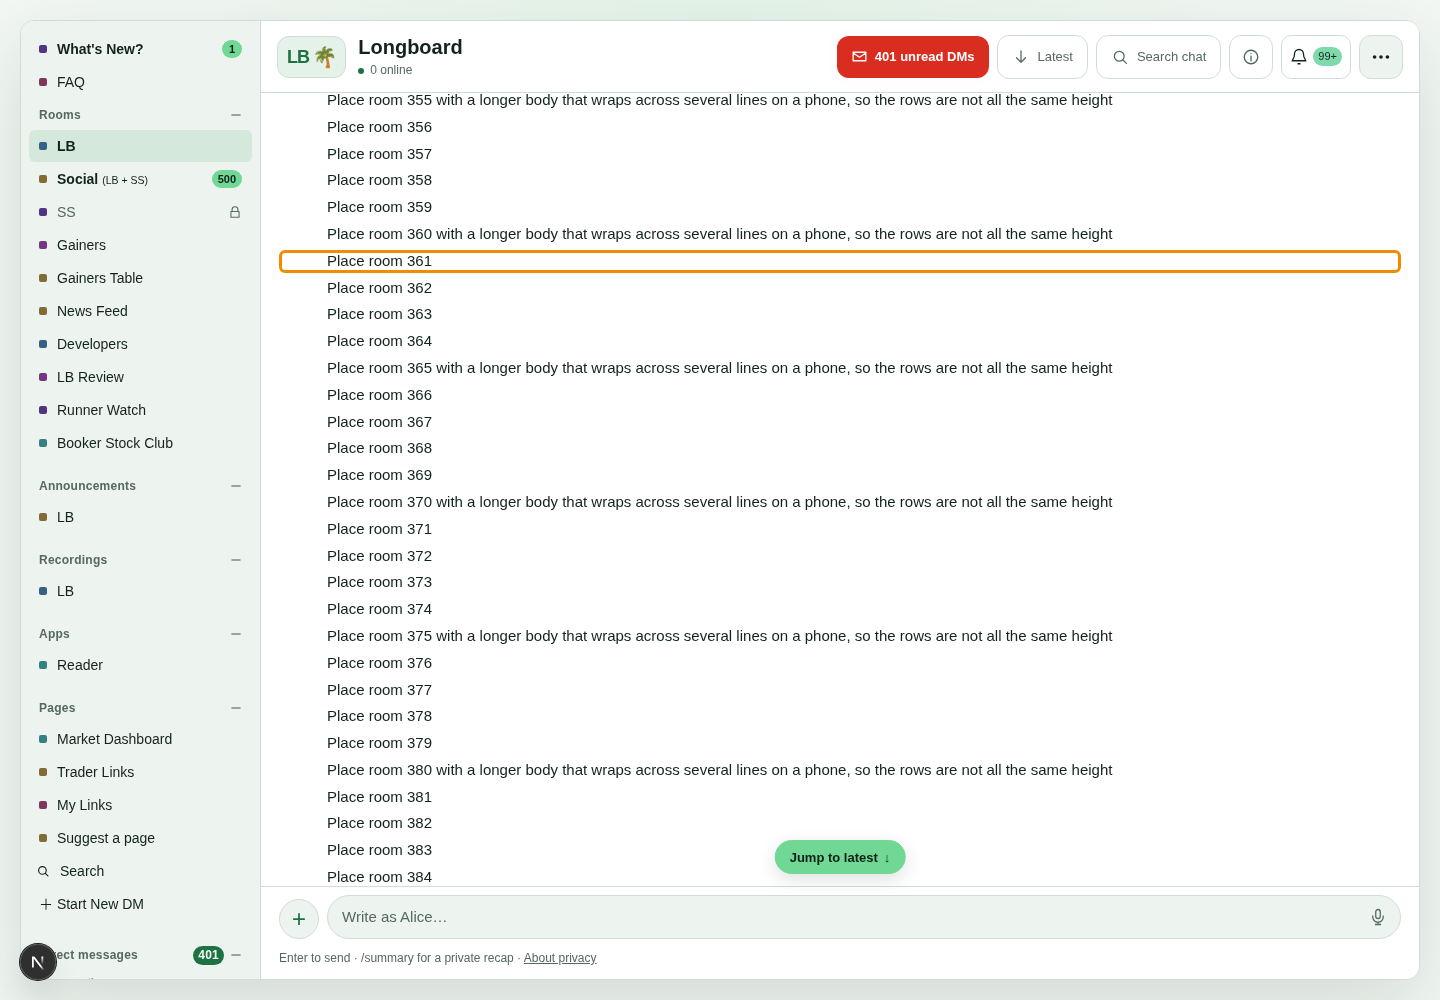 What's New?
1
FAQ
Rooms
LB
Social (LB + SS)
500
SS
Gainers
Gainers Table
News Feed
Developers
LB Review
Runner Watch
Booker Stock Club
Announcements
LB
Recordings
LB
Apps
Reader
Pages
Market Dashboard
Trader Links
My Links
Suggest a page
Search
Start New DM
ect messages
401
N
LB
Longboard
0 online
401 unread DMs
Latest
Search chat
99+
Place room 355 with a longer body that wraps across several lines on a phone, so the rows are not all the same height
Place room 356
Place room 357
Place room 358
Place room 359
Place room 360 with a longer body that wraps across several lines on a phone, so the rows are not all the same height
Place room 361
Place room 362
Place room 363
Place room 364
Place room 365 with a longer body that wraps across several lines on a phone, so the rows are not all the same height
Place room 366
Place room 367
Place room 368
Place room 369
Place room 370 with a longer body that wraps across several lines on a phone, so the rows are not all the same height
Place room 371
Place room 372
Place room 373
Place room 374
Place room 375 with a longer body that wraps across several lines on a phone, so the rows are not all the same height
Place room 376
Place room 377
Place room 378
Place room 379
Place room 380 with a longer body that wraps across several lines on a phone, so the rows are not all the same height
Place room 381
Place room 382
Place room 383
Place room 384
Jump to latest ↓
Write as Alice…
Enter to send · /summary for a private recap · About privacy